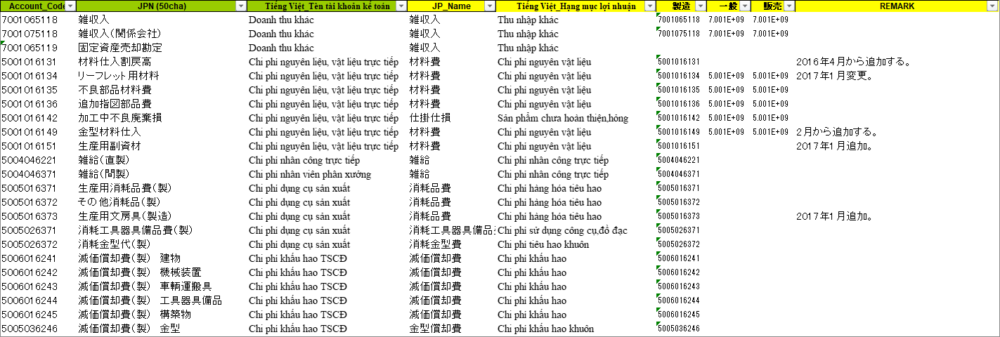 Account_Code JPN (50cha) Tiếng Việt_Tên tài khoản kế toán JP_Name Tiếng Việt_Hạng mục lợi nhuận 製造 一般 販売 REMARK
7001065118 雑収入 Doanh thu khác 雑収入 Thu nhập khác 7001065118 7.001E+09 7.001E+09
7001075118 雑収入(関係会社) Doanh thu khác 雑収入 Thu nhập khác 7001075118 7.001E+09 7.001E+09
7001065119 固定資産売却勘定 Doanh thu khác 雑収入 Thu nhập khác
5001016131 材料仕入割戻高 Chi phí nguyên liệu, vật liệu trực tiếp 材料費 Chi phí nguyên vật liệu 5001016131 2016年4月から追加する。
5001016134 リーフレット用材料 Chi phí nguyên liệu, vật liệu trực tiếp 材料費 Chi phí nguyên vật liệu 5001016134 5.001E+09 5.001E+09 2017年1月変更。
5001016135 不良部品材料費 Chi phí nguyên liệu, vật liệu trực tiếp 材料費 Chi phí nguyên vật liệu 5001016135 5.001E+09 5.001E+09
5001016136 追加指図部品費 Chi phí nguyên liệu, vật liệu trực tiếp 材料費 Chi phí nguyên vật liệu 5001016136 5.001E+09 5.001E+09
5001016142 加工中不良廃棄損 Chi phí nguyên liệu, vật liệu trực tiếp 仕掛仕損 Sản phẩm chưa hoàn thiện,hỏng 5001016142 5.001E+09 5.001E+09
5001016149 金型材料仕入 Chi phí nguyên liệu, vật liệu trực tiếp 材料費 Chi phí nguyên vật liệu 5001016149 5.001E+09 5.001E+09 2月から追加する。
5001016151 生産用副資材 Chi phí nguyên liệu, vật liệu trực tiếp 材料費 Chi phí nguyên vật liệu 5001016151 2017年1月追加。
5004046221 雑給(直製) Chi phí nhân công trực tiếp 雑給 Chi phí nhân công trực tiếp 5004046221
5004046371 雑給(間製) Chi phí nhân viên phân xưởng 雑給 Chi phí nhân công trực tiếp 5004046371
5005016371 生産用消耗品費(製) Chi phí dụng cụ sản xuất 消耗品費 Chi phí hàng hóa tiêu hao 5005016371
5005016372 その他消耗品(製) Chi phí dụng cụ sản xuất 消耗品費 Chi phí hàng hóa tiêu hao 5005016372
5005016373 生産用文房具(製造) Chi phí dụng cụ sản xuất 消耗品費 Chi phí hàng hóa tiêu hao 5005016373 2017年1月追加。
5005026371 消耗工具器具備品費(製) Chi phí dụng cụ sản xuất 消耗工具器具備品 Chi phí sử dụng công cụ,đồ đạc 5005026371
5005026372 消耗金型代(製) Chi phí dụng cụ sản xuất 消耗金型費 Chi phí tiêu hao khuôn 5005026372
5006016241 減価償却費(製) 建物 Chi phí khấu hao TSCĐ 減価償却費 Chi phí khấu hao 5006016241
5006016242 減価償却費(製) 機械装置 Chi phí khấu hao TSCĐ 減価償却費 Chi phí khấu hao 5006016242
5006016243 減価償却費(製) 車輌運搬具 Chi phí khấu hao TSCĐ 減価償却費 Chi phí khấu hao 5006016243
5006016244 減価償却費(製) 工具器具備品 Chi phí khấu hao TSCĐ 減価償却費 Chi phí khấu hao 5006016244
5006016245 減価償却費(製) 構築物 Chi phí khấu hao TSCĐ 減価償却費 Chi phí khấu hao 5006016245
5005036246 減価償却費(製) 金型 Chi phí khấu hao TSCĐ 金型償却費 Chi phí khấu hao khuôn 5005036246